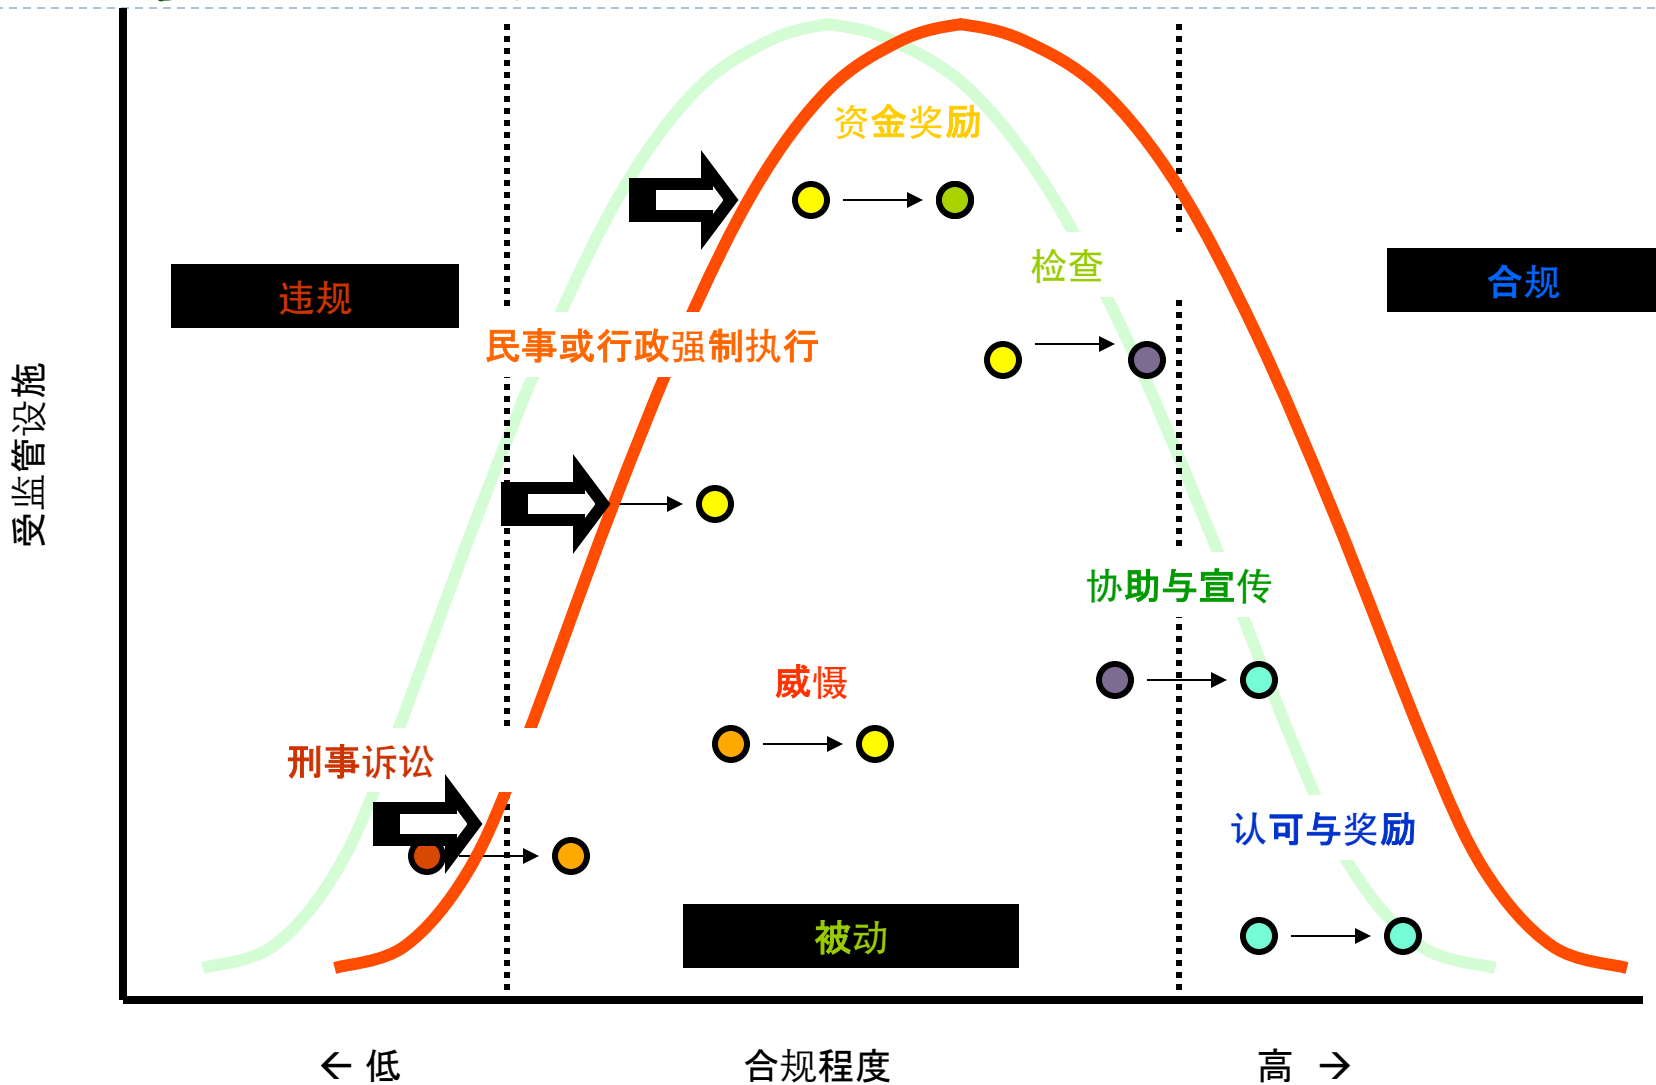 资金奖励
检查
违规
合规
民事或行政强制执行
受监管设施
协助与宣传
威慑
刑事诉讼
认可与奖励
被动
← 低
合规程度
高 →